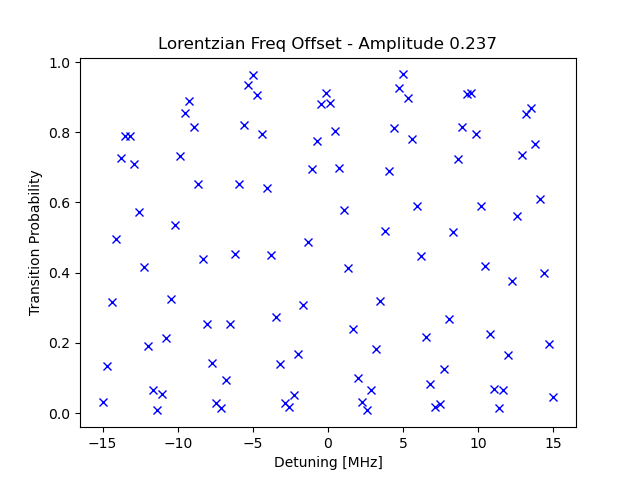 Lorentzian Freq Offset - Amplitude 0.237
Transition Probability
1.0
0.8
0.6
0.4
0.2
0.0
−15 −10 −5 0 5 10 15
Detuning [MHz]